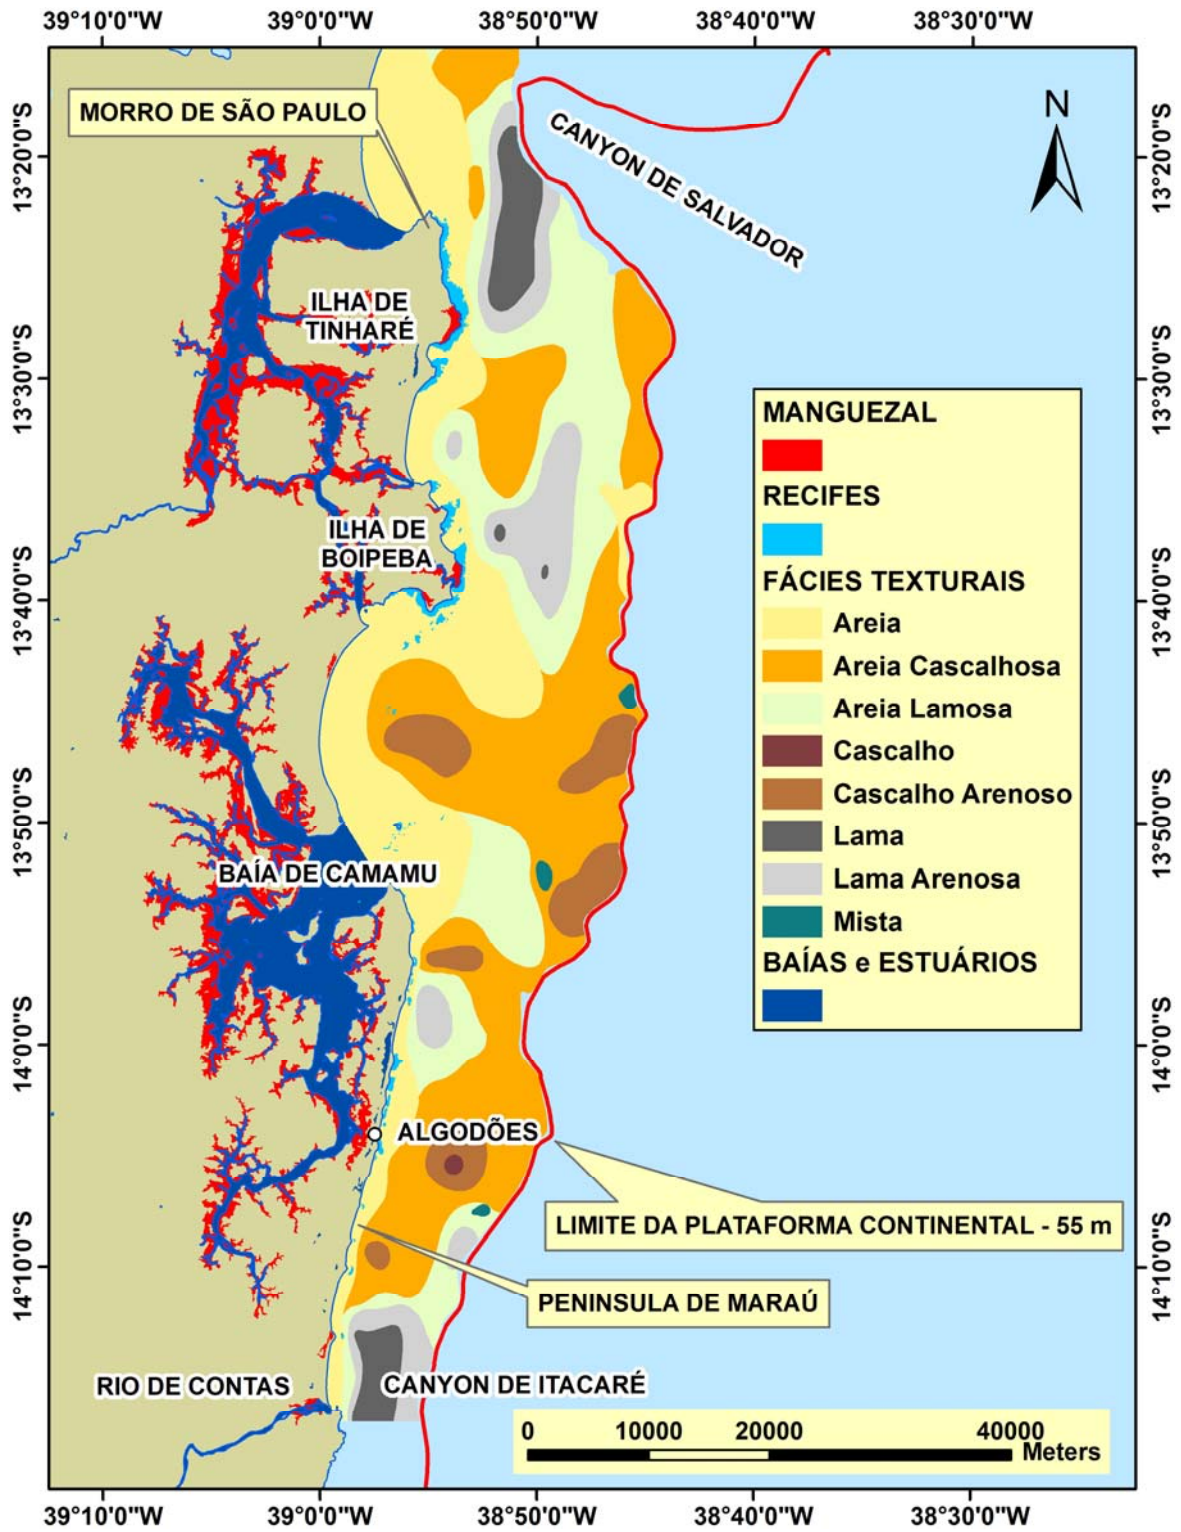 39°10'0"W 39°0'0"W 38°50'0"W 38°40'0"W 38°30'0"W
N
MORRO DE SÃO PAULO
CANYON DE SALVADOR
13°20'0"S
13°20'0"S
ILHA DE
TINHARÉ
13°30'0"S
13°30'0"S
ILHA DE
BOIPEBA
13°40'0"S
13°40'0"S
MANGUEZAL
RECIFES
FÁCIES TEXTURAIS
Areia
Areia Cascalhosa
Areia Lamosa
Cascalho
Cascalho Arenoso
Lama
Lama Arenosa
Mista
BAÍAS e ESTUÁRIOS
13°50'0"S
13°50'0"S
BAÍA DE CAMAMU
14°0'0"S
14°0'0"S
ALGODÕES
LIMITE DA PLATAFORMA CONTINENTAL - 55 m
14°10'0"S
14°10'0"S
PENINSULA DE MARAÚ
RIO DE CONTAS
CANYON DE ITACARÉ
0 10000 20000 40000
Meters
39°10'0"W 39°0'0"W 38°50'0"W 38°40'0"W 38°30'0"W